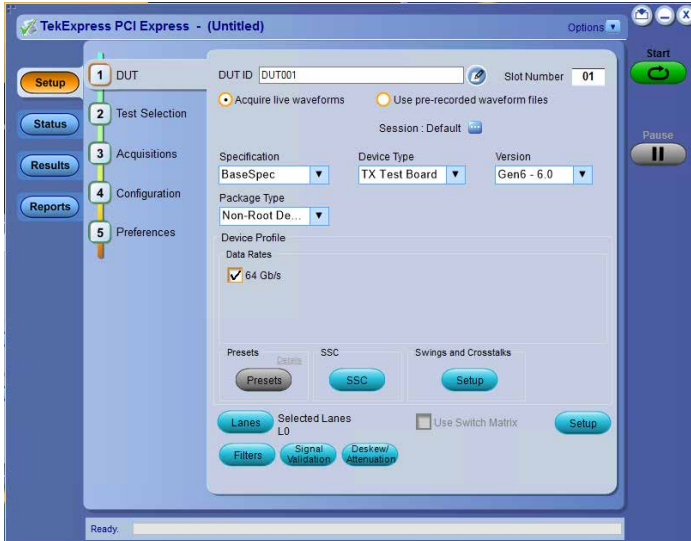 TekExpress PCI Express - (Untitled)
Options
Start
Pause
Setup
Status
Results
Reports
1 DUT
2 Test Selection
3 Acquisitions
4 Configuration
5 Preferences
DUT ID DUT001
Slot Number 01
Acquire live waveforms
Use pre-recorded waveform files
Session : Default
Specification
Device Type
Version
BaseSpec
TX Test Board
Gen6 - 6.0
Package Type
Non-Root De...
Device Profile
Data Rates
64 Gb/s
Presets
Details
SSC
Swings and Crosstalks
Presets
SSC
Setup
Lanes
Selected Lanes
L0
Use Switch Matrix
Setup
Filters
Signal
Validation
Deskew/
Attenuation
Ready.